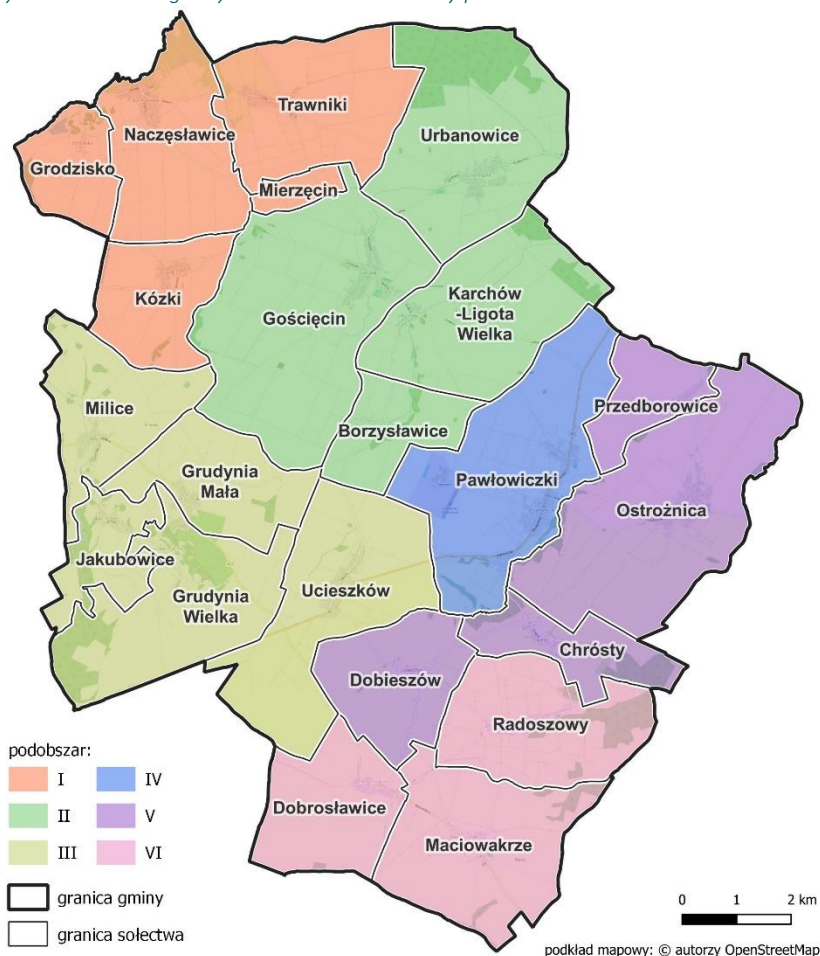 Trawniki
Naczęsławice
Urbanowice
Grodzisko
Mierzęcin
Kózki
Gościęcin
Karchów
-Ligota
Wielka
Milice
Borzysławice
Przedborowice
Grudynia
Mała
Pawłowiczki
Ostrożnica
Jakubowice
Grudynia
Wielka
Ucieszków
Chrósty
Dobieszów
Radoszowy
Dobrosławice
Maciowakrze
podobszar:
I
IV
II
V
III
VI
granica gminy
granica sołectwa
0 1 2 km
podkład mapowy: © autorzy OpenStreetMap